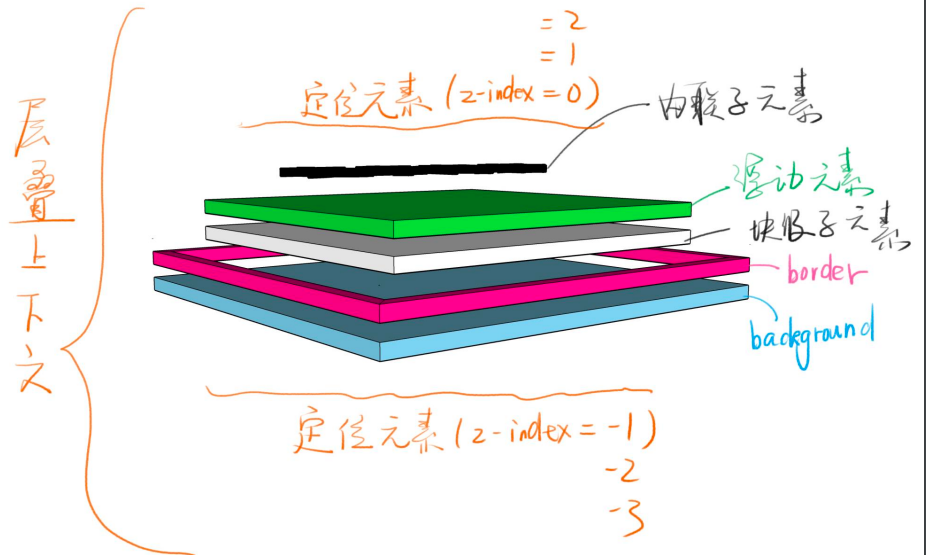 层叠上下文
= 2
= 1
定位元素 (z-index = 0)
内联子元素
浮动元素
块级子元素
border
background
定位元素 (z-index = -1)
-2
-3